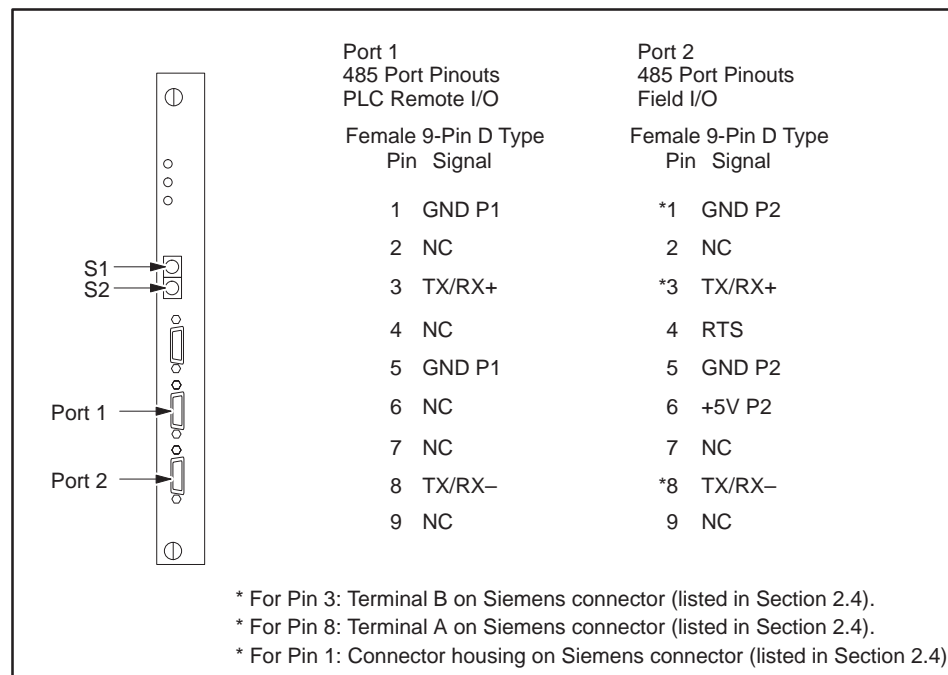 Port 1
485 Port Pinouts
PLC Remote I/O
Female 9-Pin D Type
Pin Signal
1 GND P1
2 NC
3 TX/RX+
4 NC
5 GND P1
6 NC
7 NC
8 TX/RX–
9 NC
Port 2
485 Port Pinouts
Field I/O
Female 9-Pin D Type
Pin Signal
*1 GND P2
2 NC
*3 TX/RX+
4 RTS
5 GND P2
6 +5V P2
7 NC
*8 TX/RX–
9 NC
S1
S2
Port 1
Port 2
* For Pin 3: Terminal B on Siemens connector (listed in Section 2.4).
* For Pin 8: Terminal A on Siemens connector (listed in Section 2.4).
* For Pin 1: Connector housing on Siemens connector (listed in Section 2.4)